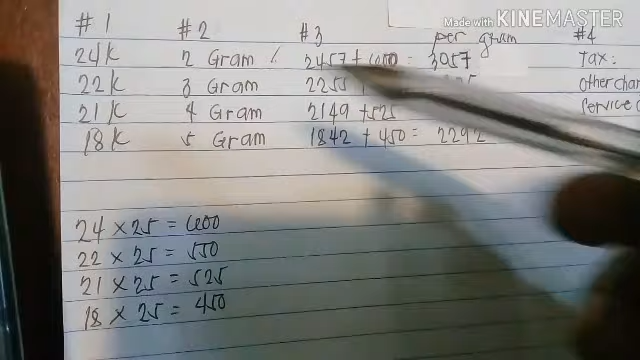 Made with KINEMASTER
#1 #2 #3 per gram #4
24k 2 Gram 2457 + 600 = 3057 Tax:
22k 3 Gram 2255 Other
21k 4 Gram 2149 + 525 Service
18k 5 Gram 1842 + 450 = 2292
24 × 25 = 600
22 × 25 = 550
21 × 25 = 525
18 × 25 = 450